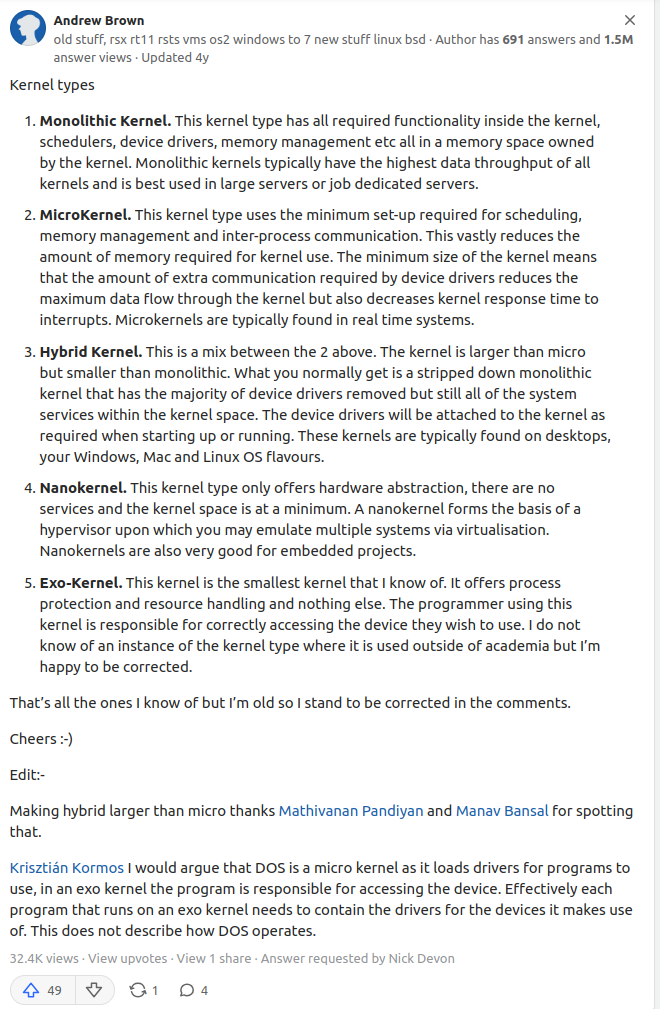 Andrew Brown
old stuff, rsx rt11 rsts vms os2 windows to 7 new stuff linux bsd · Author has 691 answers and 1.5M
answer views · Updated 4y
Kernel types
1. Monolithic Kernel. This kernel type has all required functionality inside the kernel,
schedulers, device drivers, memory management etc all in a memory space owned
by the kernel. Monolithic kernels typically have the highest data throughput of all
kernels and is best used in large servers or job dedicated servers.
2. MicroKernel. This kernel type uses the minimum set-up required for scheduling,
memory management and inter-process communication. This vastly reduces the
amount of memory required for kernel use. The minimum size of the kernel means
that the amount of extra communication required by device drivers reduces the
maximum data flow through the kernel but also decreases kernel response time to
interrupts. Microkernels are typically found in real time systems.
3. Hybrid Kernel. This is a mix between the 2 above. The kernel is larger than micro
but smaller than monolithic. What you normally get is a stripped down monolithic
kernel that has the majority of device drivers removed but still all of the system
services within the kernel space. The device drivers will be attached to the kernel as
required when starting up or running. These kernels are typically found on desktops,
your Windows, Mac and Linux OS flavours.
4. Nanokernel. This kernel type only offers hardware abstraction, there are no
services and the kernel space is at a minimum. A nanokernel forms the basis of a
hypervisor upon which you may emulate multiple systems via virtualisation.
Nanokernels are also very good for embedded projects.
5. Exo-Kernel. This kernel is the smallest kernel that I know of. It offers process
protection and resource handling and nothing else. The programmer using this
kernel is responsible for correctly accessing the device they wish to use. I do not
know of an instance of the kernel type where it is used outside of academia but I'm
happy to be corrected.
That's all the ones I know of but I'm old so I stand to be corrected in the comments.
Cheers :-)
Edit:-
Making hybrid larger than micro thanks Mathivanan Pandiyan and Manav Bansal for spotting
that.
Krisztián Kormos I would argue that DOS is a micro kernel as it loads drivers for programs to
use, in an exo kernel the program is responsible for accessing the device. Effectively each
program that runs on an exo kernel needs to contain the drivers for the devices it makes use
of. This does not describe how DOS operates.
32.4K views · View upvotes · View 1 share · Answer requested by Nick Devon
49 1 4